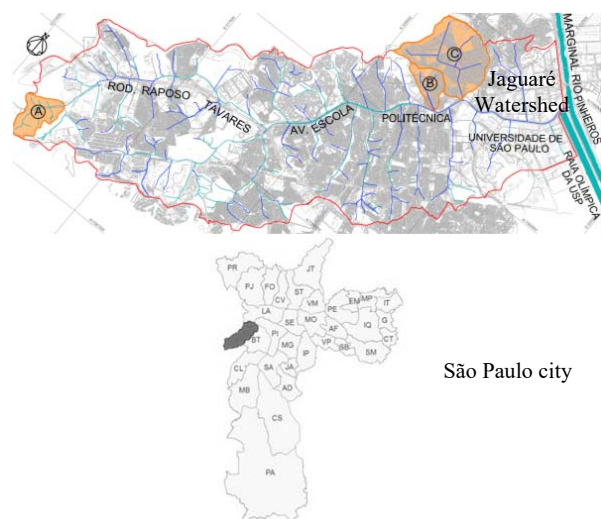 A
ROD. RAPOSO
TAVARES
AV. ESCOLA
POLITÉCNICA
B
C
Jaguaré
Watershed
MARGINAL RIO PINHEIROS
UNIVERSIDADE DE
SÃO PAULO
RAIA OLÍMPICA
DA USP
PR
JT
PJ
FO
CV
ST
VM
EM
MP
IT
PE
LA
SE
MO
AF
IQ
G
BT
PI
VP
SB
CT
MG
IP
SM
CL
SA
JA
MB
AD
CS
PA
São Paulo city